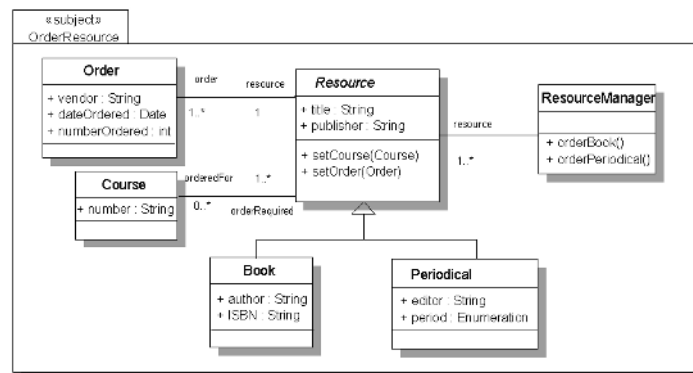 «subject»
OrderResource
Order
+ vendor : String
+ dateOrdered : Date
+ numberOrdered : int
order
resource
1..*
1
Resource
+ title : String
+ publisher : String
+ setCourse(Course)
+ setOrder(Order)
resource
1..*
ResourceManager
+ orderBook()
+ orderPeriodical()
Course
+ number : String
orderedFor
1..*
0..*
orderRequired
Book
+ author : String
+ ISBN : String
Periodical
+ editor : String
+ period : Enumeration